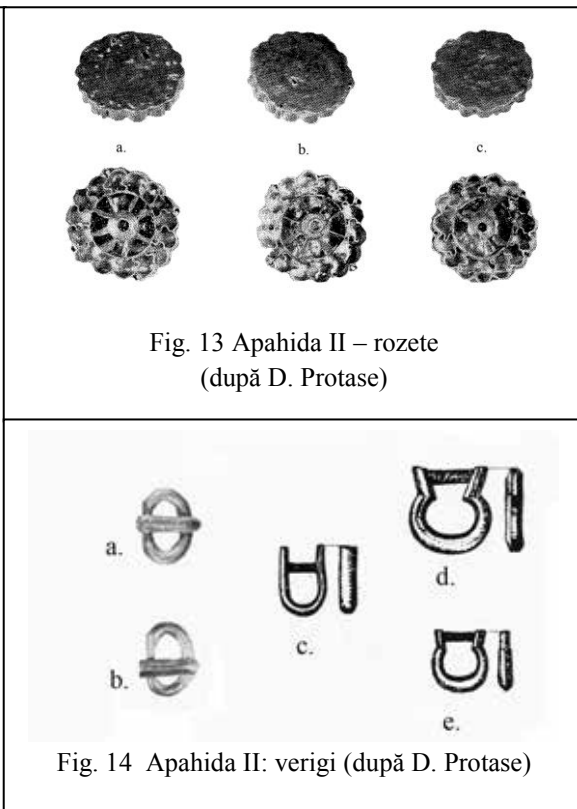 a. b. c.
Fig. 13 Apahida II – rozete
(după D. Protase)
a.
b.
c.
d.
e.
Fig. 14 Apahida II: verigi (după D. Protase)